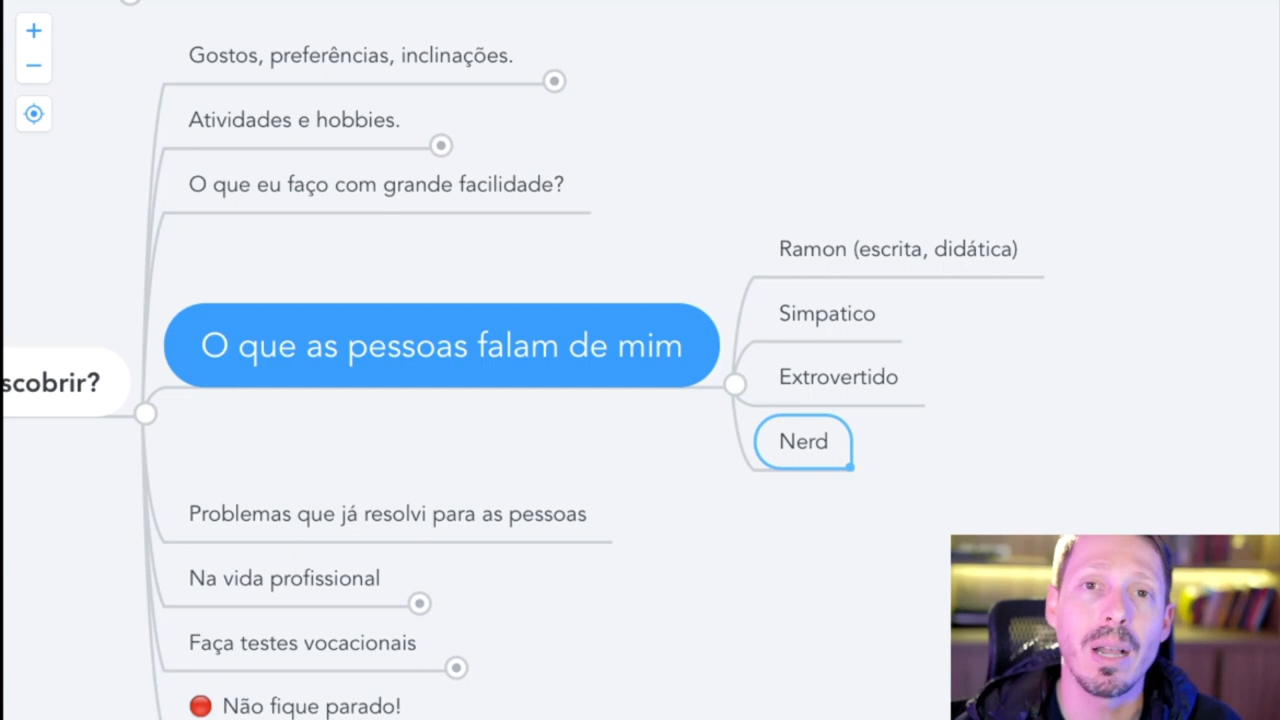 Gostos, preferências, inclinações.
Atividades e hobbies.
O que eu faço com grande facilidade?
Ramon (escrita, didática)
Simpatico
O que as pessoas falam de mim
Extrovertido
scobrir?
Nerd
Problemas que já resolvi para as pessoas
Na vida profissional
Faça testes vocacionais
Não fique parado!